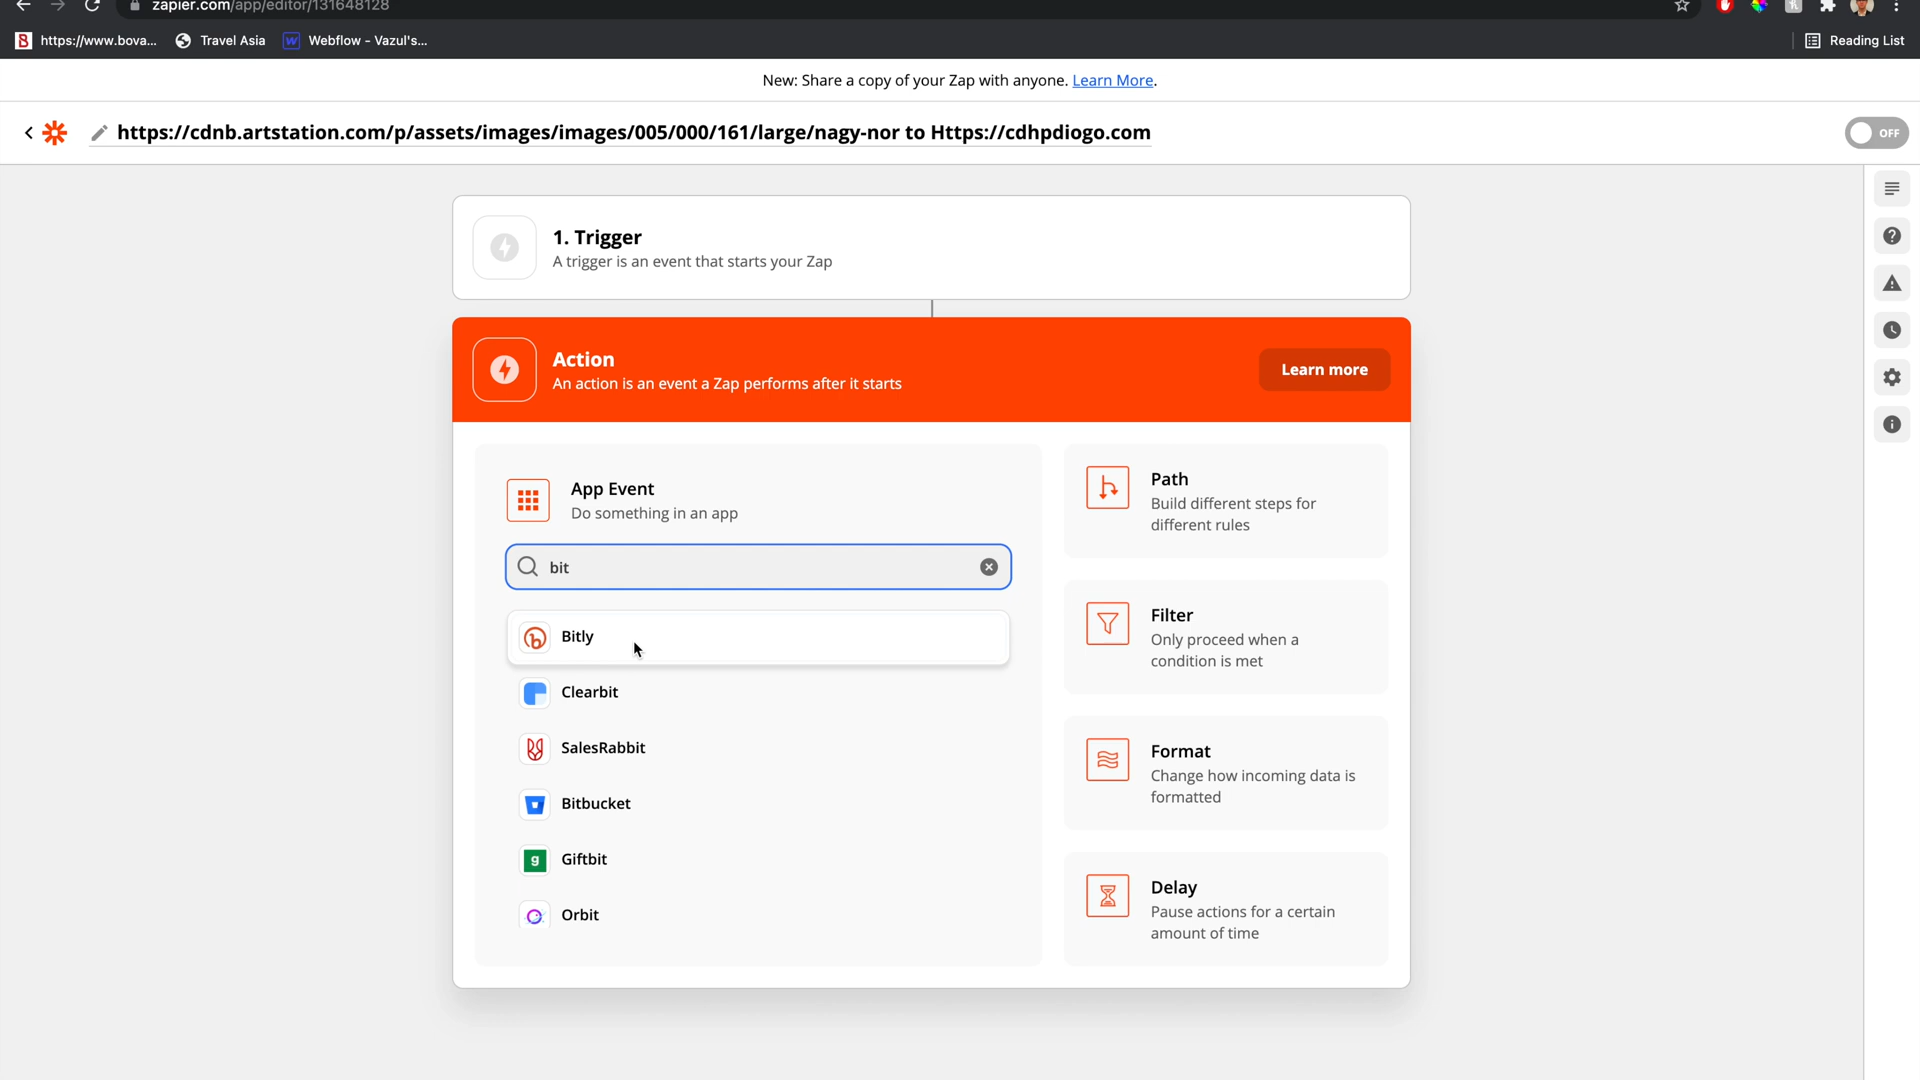 zapier.com/app/editor/131648128
https://www.bova...
Travel Asia
Webflow - Vazul's...
Reading List
New: Share a copy of your Zap with anyone. Learn More.
https://cdnb.artstation.com/p/assets/images/images/005/000/161/large/nagy-nor to Https://cdhpdiogo.com
OFF
1. Trigger
A trigger is an event that starts your Zap
Action
An action is an event a Zap performs after it starts
Learn more
App Event
Do something in an app
bit
Bitly
Clearbit
SalesRabbit
Bitbucket
Giftbit
Orbit
Path
Build different steps for
different rules
Filter
Only proceed when a
condition is met
Format
Change how incoming data is
formatted
Delay
Pause actions for a certain
amount of time